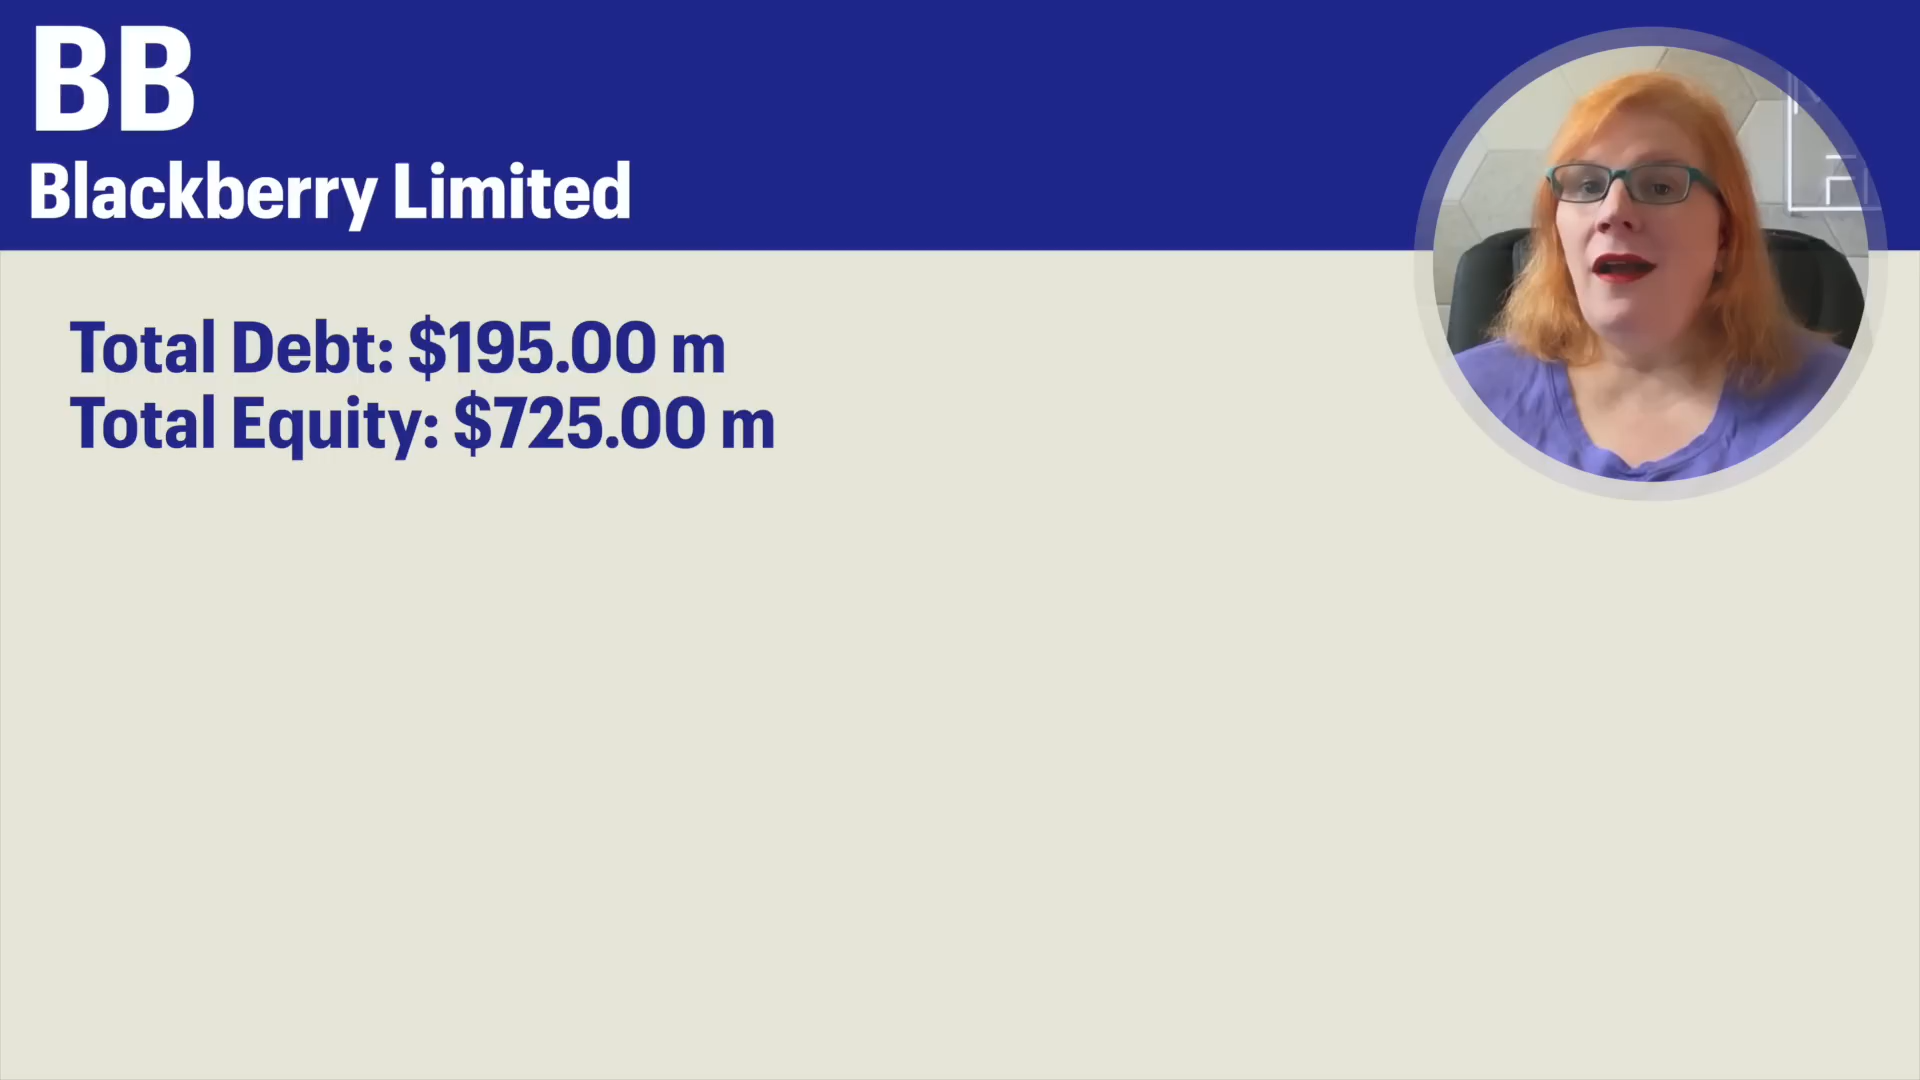 BB
Blackberry Limited
Total Debt: $195.00 m
Total Equity: $725.00 m